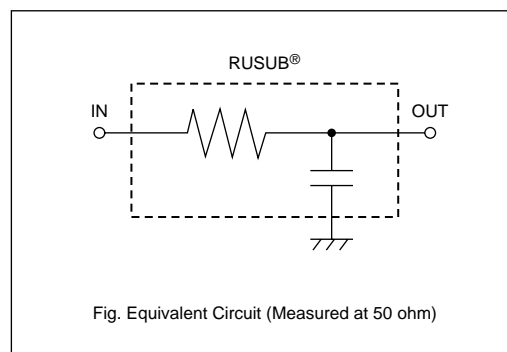 RUSUB®
IN
OUT
Fig. Equivalent Circuit (Measured at 50 ohm)